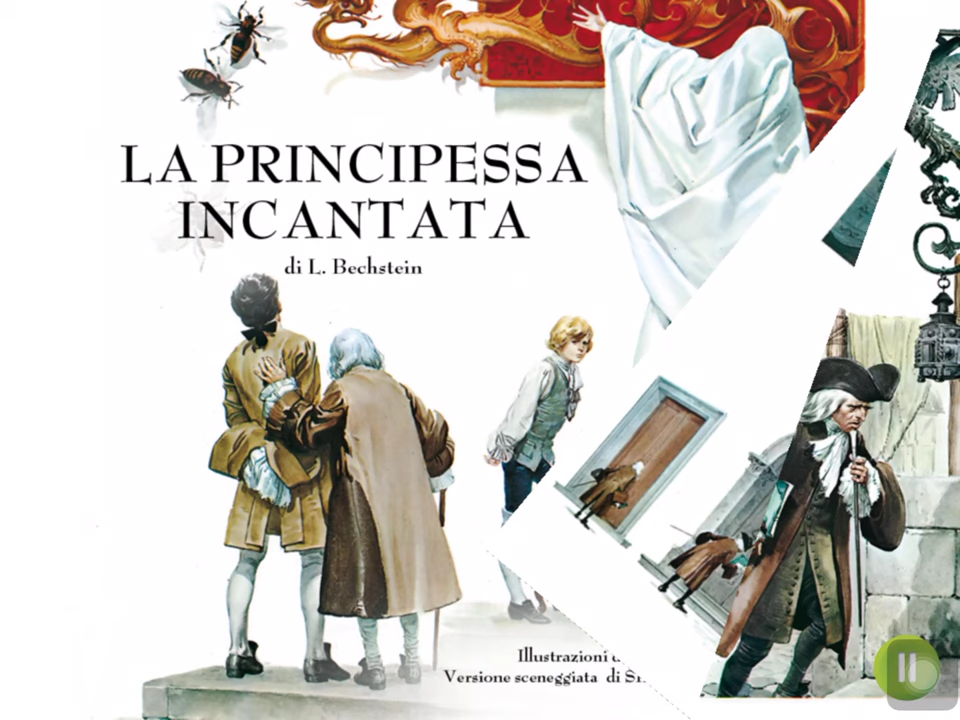 LA PRINCIPESSA
INCANTATA
di L. Bechstein
Illustrazioni
Versione sceneggiata di